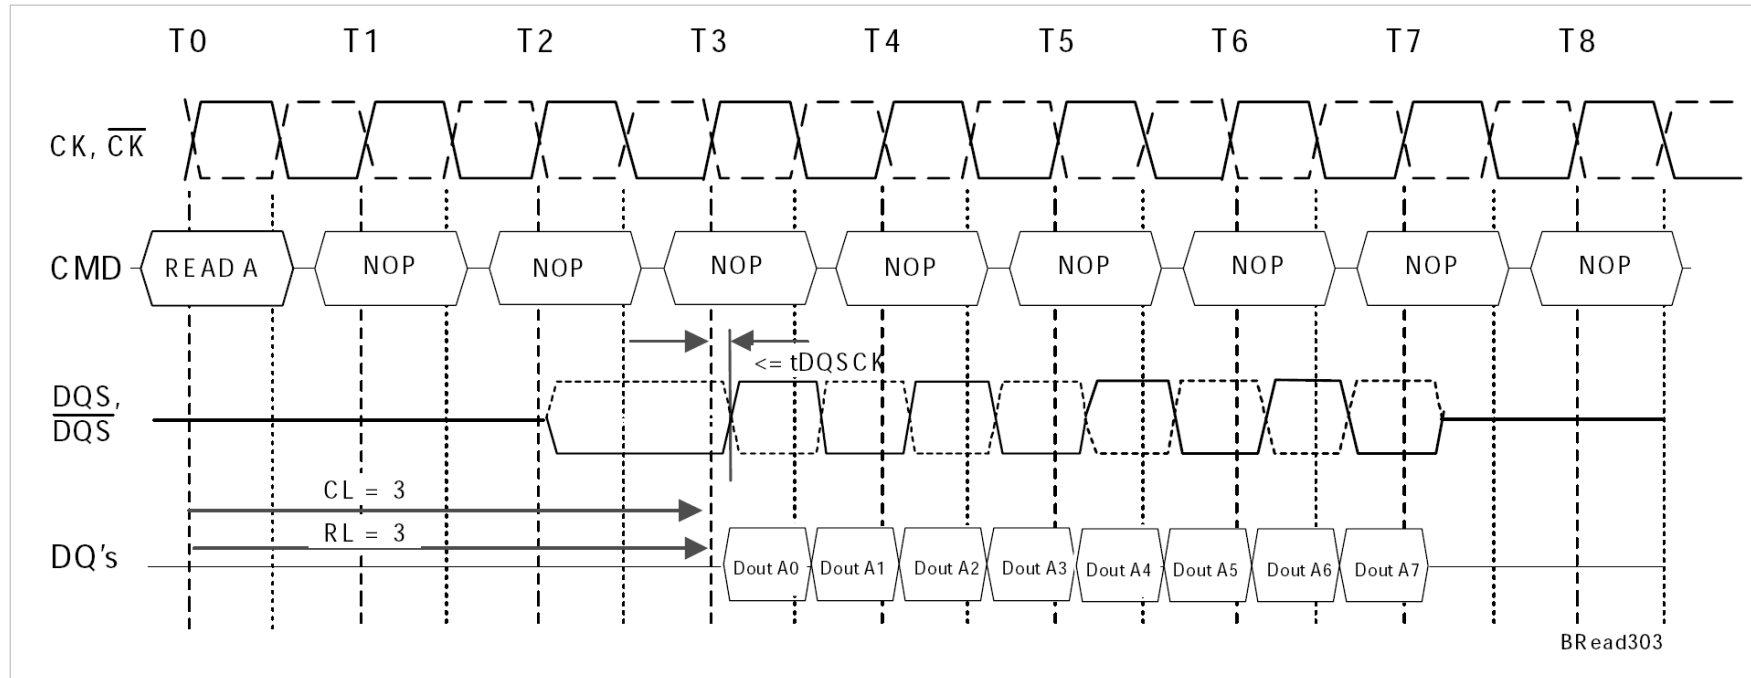 T0 T1 T2 T3 T4 T5 T6 T7 T8
CK, CK
CMD READ A NOP NOP NOP NOP NOP NOP NOP NOP
<= tDQSCK
DQS,
DQS
CL = 3
RL = 3
DQ's Dout A0 Dout A1 Dout A2 Dout A3 Dout A4 Dout A5 Dout A6 Dout A7
BRead303